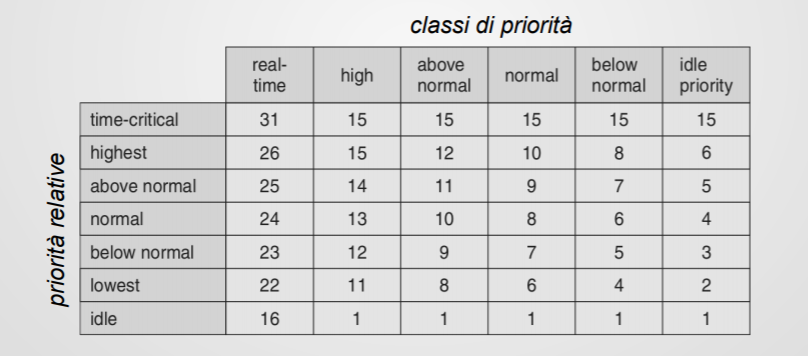 classi di priorità
real-time high above normal normal below normal idle priority
time-critical 31 15 15 15 15 15
highest 26 15 12 10 8 6
above normal 25 14 11 9 7 5
normal 24 13 10 8 6 4
below normal 23 12 9 7 5 3
lowest 22 11 8 6 4 2
idle 16 1 1 1 1 1
priorità relative